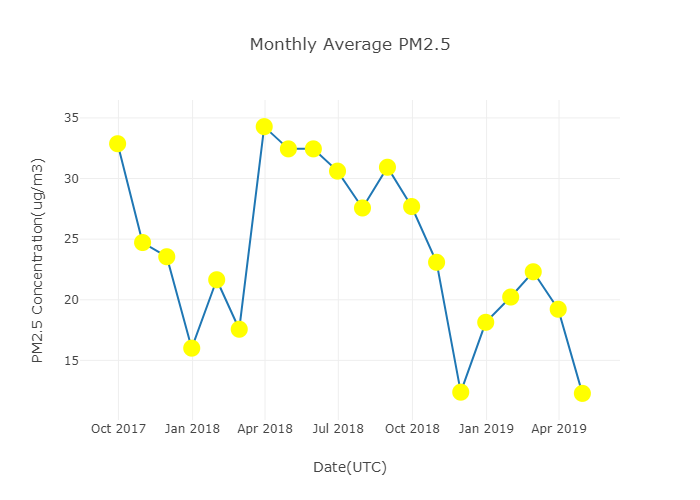 Monthly Average PM2.5
PM2.5 Concentration(ug/m3)
35
30
25
20
15
Oct 2017
Jan 2018
Apr 2018
Jul 2018
Oct 2018
Jan 2019
Apr 2019
Date(UTC)